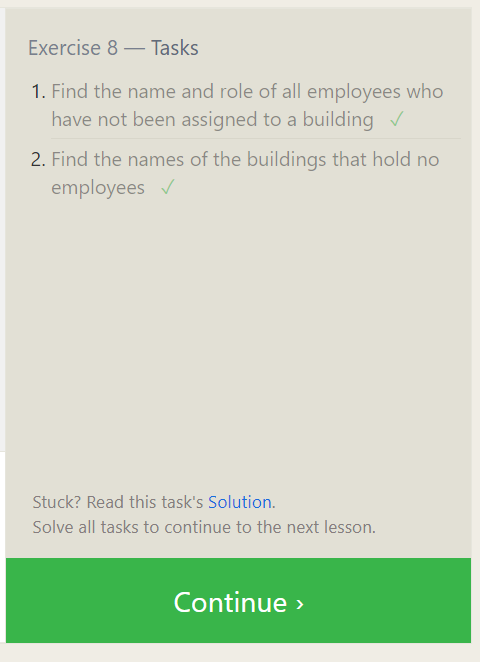 Exercise 8 — Tasks
1. Find the name and role of all employees who
have not been assigned to a building ✓
2. Find the names of the buildings that hold no
employees ✓
Stuck? Read this task's Solution.
Solve all tasks to continue to the next lesson.
Continue ›